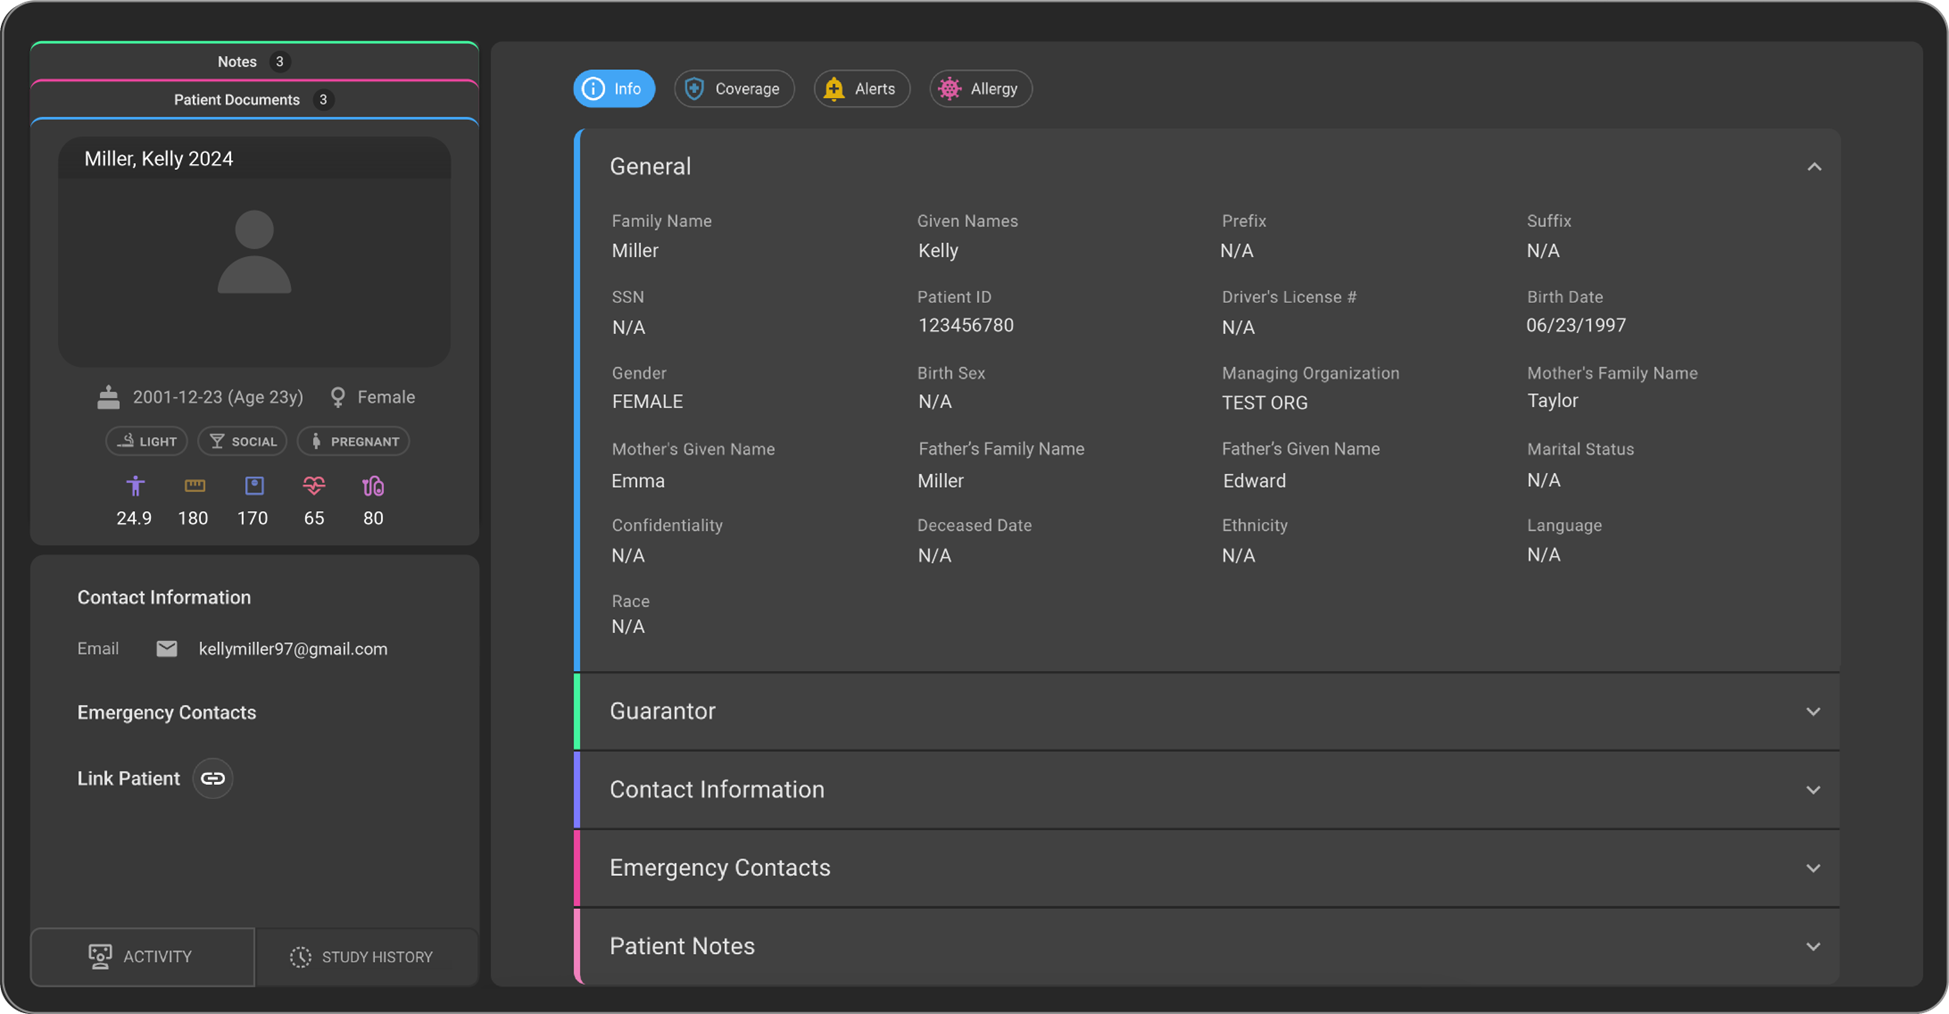 Notes 3
Patient Documents 3
Miller, Kelly 2024
2001-12-23 (Age 23y) Female
LIGHT SOCIAL PREGNANT
24.9 180 170 65 80
Contact Information
Email kellymiller97@gmail.com
Emergency Contacts
Link Patient
ACTIVITY STUDY HISTORY
Info Coverage Alerts Allergy
General
Family Name Given Names Prefix Suffix
Miller Kelly N/A N/A
SSN Patient ID Driver's License # Birth Date
N/A 123456780 N/A 06/23/1997
Gender Birth Sex Managing Organization Mother's Family Name
FEMALE N/A TEST ORG Taylor
Mother's Given Name Father’s Family Name Father’s Given Name Marital Status
Emma Miller Edward N/A
Confidentiality Deceased Date Ethnicity Language
N/A N/A N/A N/A
Race
N/A
Guarantor
Contact Information
Emergency Contacts
Patient Notes